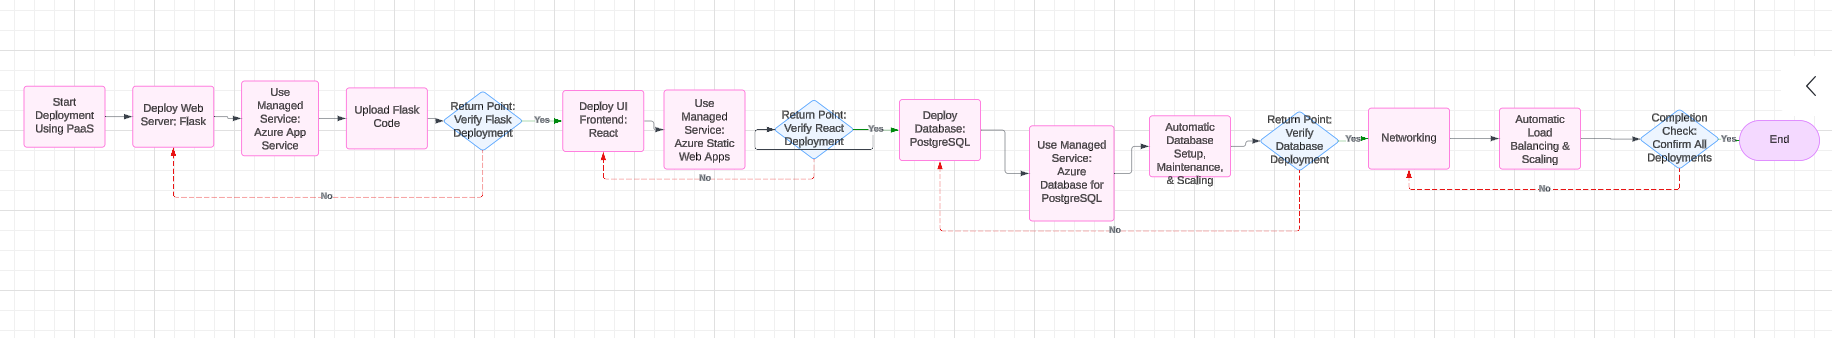 Start
Deployment
Using PaaS
Deploy Web
Server: Flask
Use
Managed
Service:
Azure App
Service
Upload Flask
Code
Return Point:
Verify Flask
Deployment
Yes
No
Deploy UI
Frontend:
React
Use
Managed
Service:
Azure Static
Web Apps
Return Point:
Verify React
Deployment
Yes
No
Deploy
Database:
PostgreSQL
Use Managed
Service:
Azure
Database for
PostgreSQL
Automatic
Database
Setup,
Maintenance,
& Scaling
Return Point:
Verify
Database
Deployment
Yes
No
Networking
Automatic
Load
Balancing &
Scaling
Completion
Check:
Confirm All
Deployments
Yes
No
End